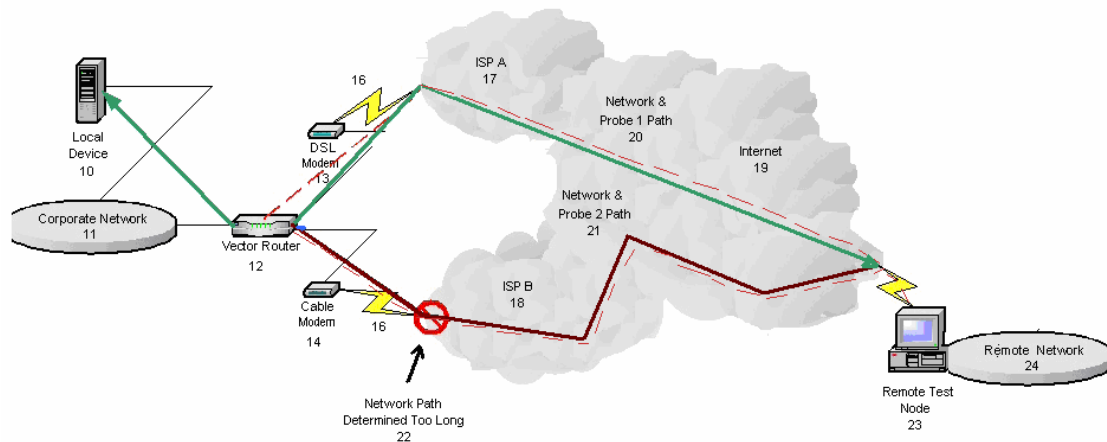 ISP A
17
16
Local
Device
10
DSL
Modem
13
Network &
Probe 1 Path
20
Internet
19
Corporate Network
11
Vector Router
12
Network &
Probe 2 Path
21
ISP B
18
Cable
Modem
14
16
Network Path
Determined Too Long
22
Remote Test
Node
23
Remote Network
24